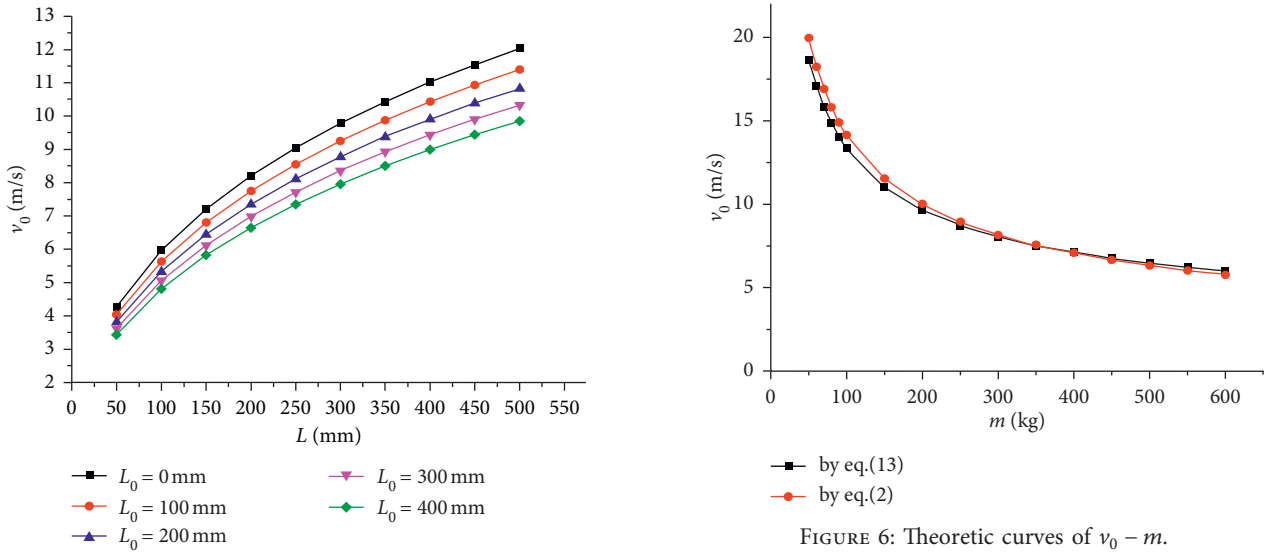 13
12
11
10
9
8
7
6
5
4
3
2
v₀ (m/s)
0 50 100 150 200 250 300 350 400 450 500 550
L (mm)
L₀ = 0 mm
L₀ = 100 mm
L₀ = 200 mm
L₀ = 300 mm
L₀ = 400 mm
20
15
10
5
0
v₀ (m/s)
0 100 200 300 400 500 600
m (kg)
by eq.(13)
by eq.(2)
Figure 6: Theoretic curves of v₀ – m.